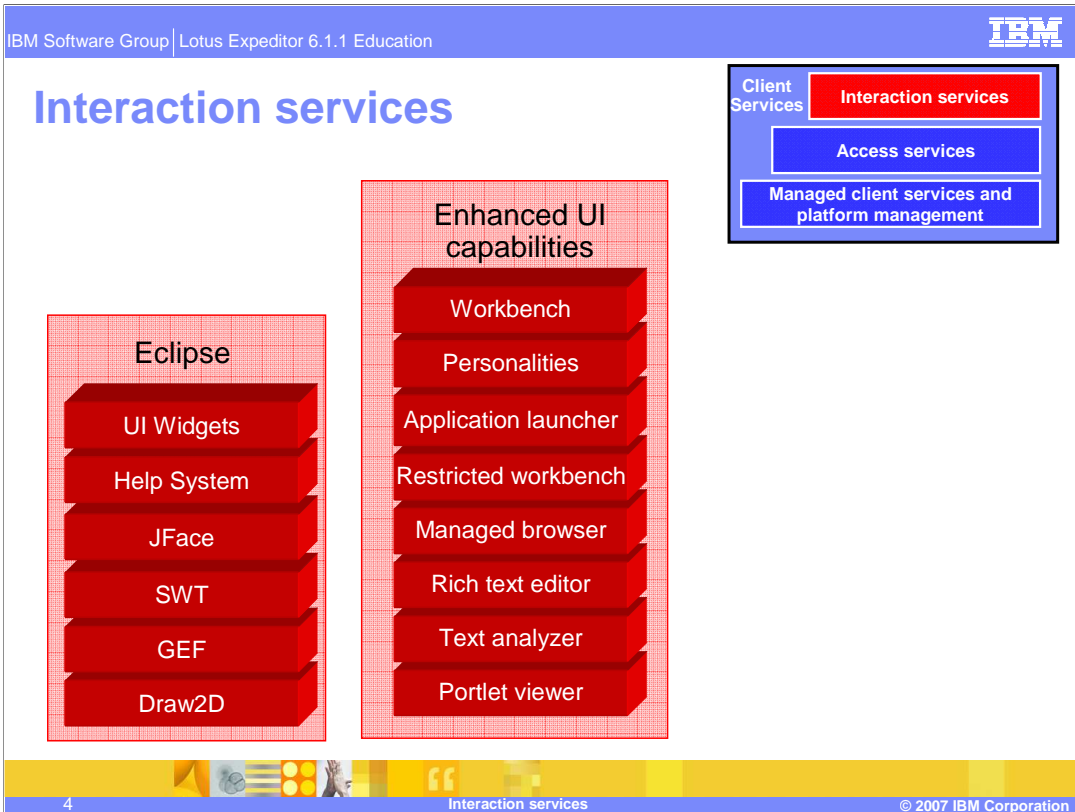 IBM Software Group | Lotus Expeditor 6.1.1 Education
IBM
Interaction services
Client
Services
Interaction services
Access services
Managed client services and
platform management
Eclipse
UI Widgets
Help System
JFace
SWT
GEF
Draw2D
Enhanced UI
capabilities
Workbench
Personalities
Application launcher
Restricted workbench
Managed browser
Rich text editor
Text analyzer
Portlet viewer
4
Interaction services
© 2007 IBM Corporation